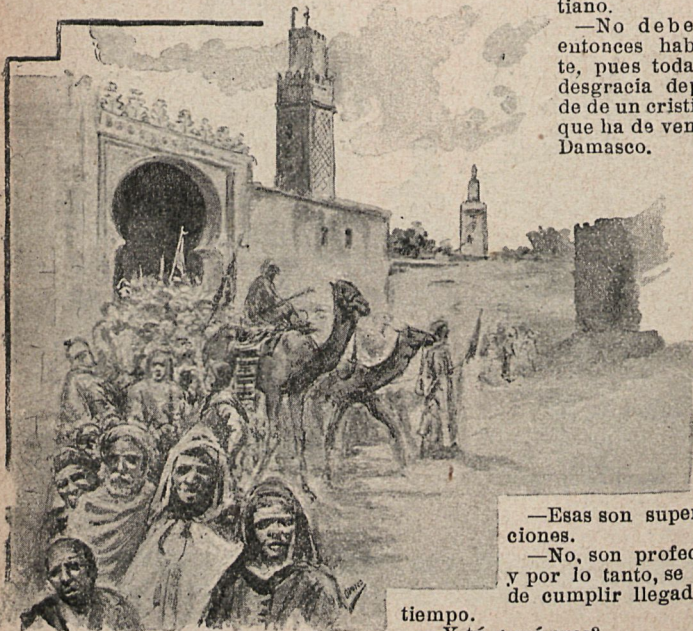 tiano.
—No debe
entonces hab
te, pues toda
desgracia dep
de de un cristi
que ha de ven
Damasco.
—Esas son super
ciones.
—No, son profec
y por lo tanto, se
de cumplir llegad
tiempo.